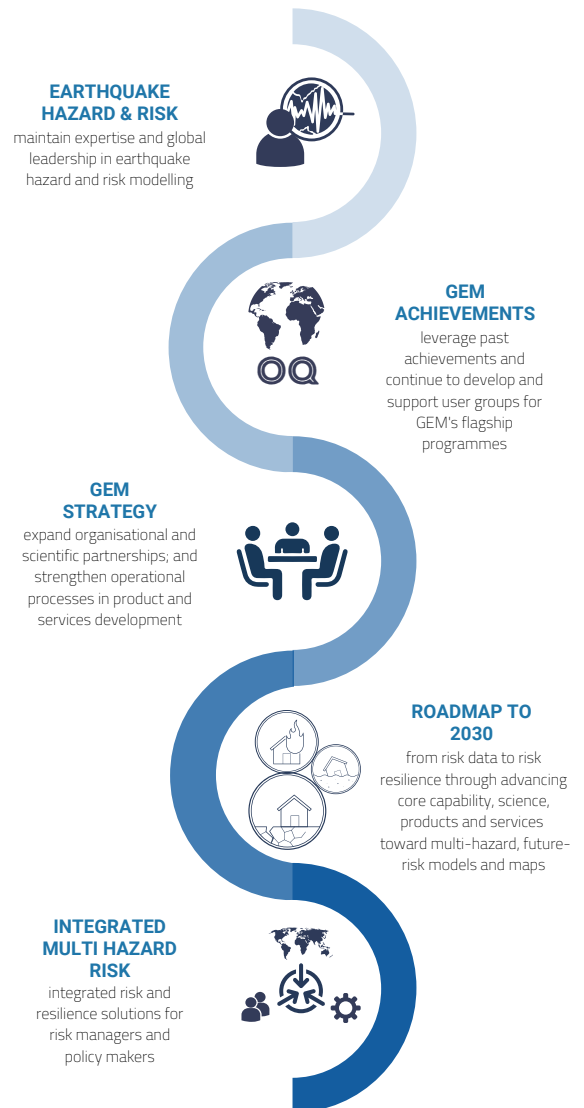 EARTHQUAKE
HAZARD & RISK
maintain expertise and global
leadership in earthquake
hazard and risk modelling
GEM
ACHIEVEMENTS
leverage past
achievements and
continue to develop and
support user groups for
GEM's flagship
programmes
OQ
GEM
STRATEGY
expand organisational and
scientific partnerships; and
strengthen operational
processes in product and
services development
ROADMAP TO
2030
from risk data to risk
resilience through advancing
core capability, science,
products and services
toward multi-hazard, future-
risk models and maps
INTEGRATED
MULTI HAZARD
RISK
integrated risk and
resilience solutions for
risk managers and
policy makers